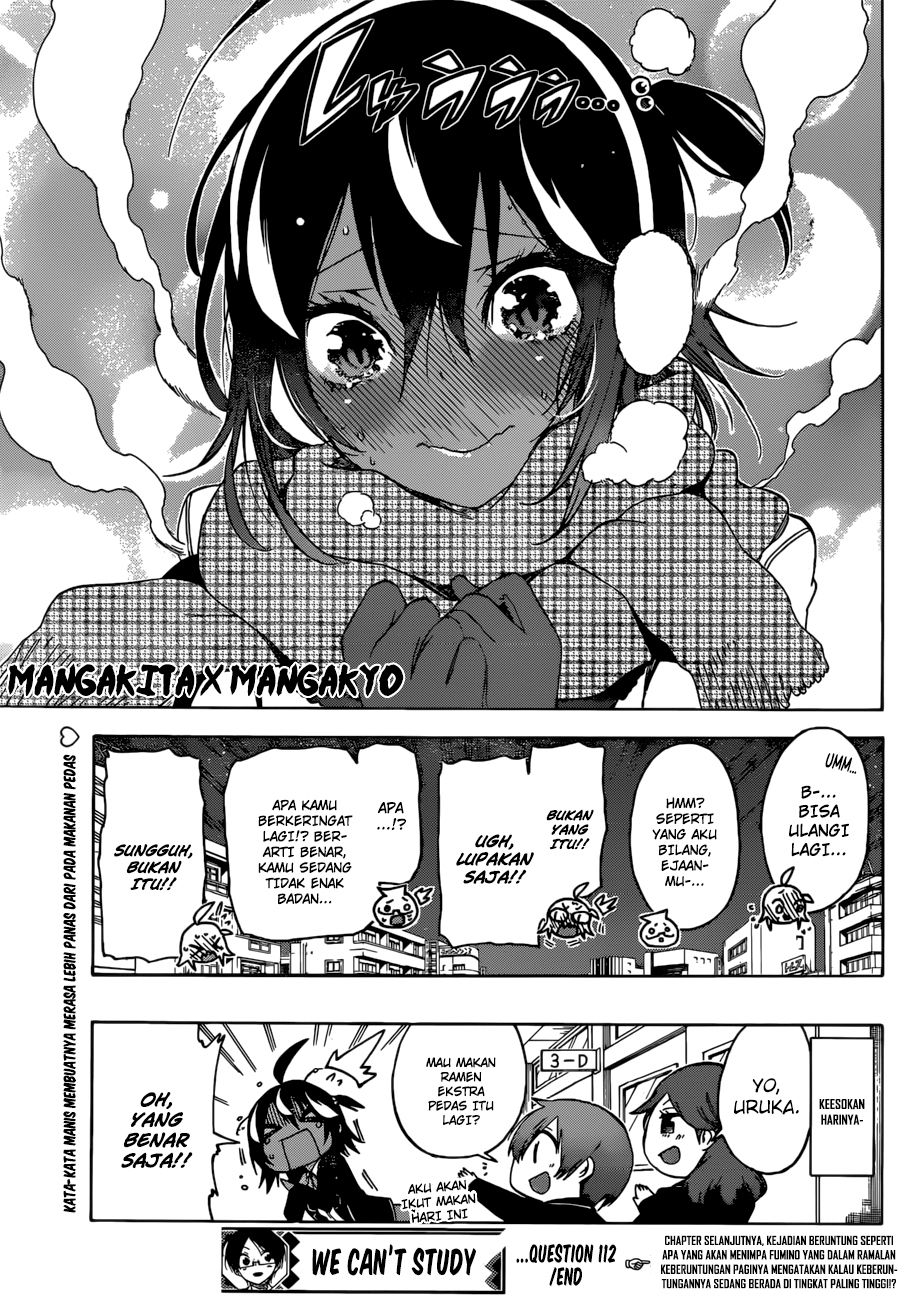 しゅううぅ...
MANGAKITA X MANGAKYO
UMM...
B-...
BISA
ULANGI
LAGI...
HMM?
SEPERTI
YANG AKU
BILANG,
EJAAN-
MU-...
BUKAN
YANG
ITU!!
UGH,
LUPAKAN
SAJA!!
APA
...!?
APA KAMU
BERKERINGAT
LAGI!? BER-
ARTI BENAR,
KAMU SEDANG
TIDAK ENAK
BADAN...
SUNGGUH,
BUKAN
ITU!!
KATA-KATA MANIS MEMBUATNYA MERASA LEBIH PANAS DARI PADA MAKANAN PEDAS
KEESOKAN
HARINYA-
YO,
URUKA.
3-D
MAU MAKAN
RAMEN
EKSTRA
PEDAS ITU
LAGI?
AKU AKAN
IKUT MAKAN
HARI INI
OH,
YANG
BENAR
SAJA!!
WE CAN'T STUDY
...QUESTION 112
/END
CHAPTER SELANJUTNYA, KEJADIAN BERUNTUNG SEPERTI
APA YANG AKAN MENIMPA FUMINO YANG DALAM RAMALAN
KEBERUNTUNGAN PAGINYA MENGATAKAN KALAU KEBERUN-
TUNGANNYA SEDANG BERADA DI TINGKAT PALING TINGGI!?